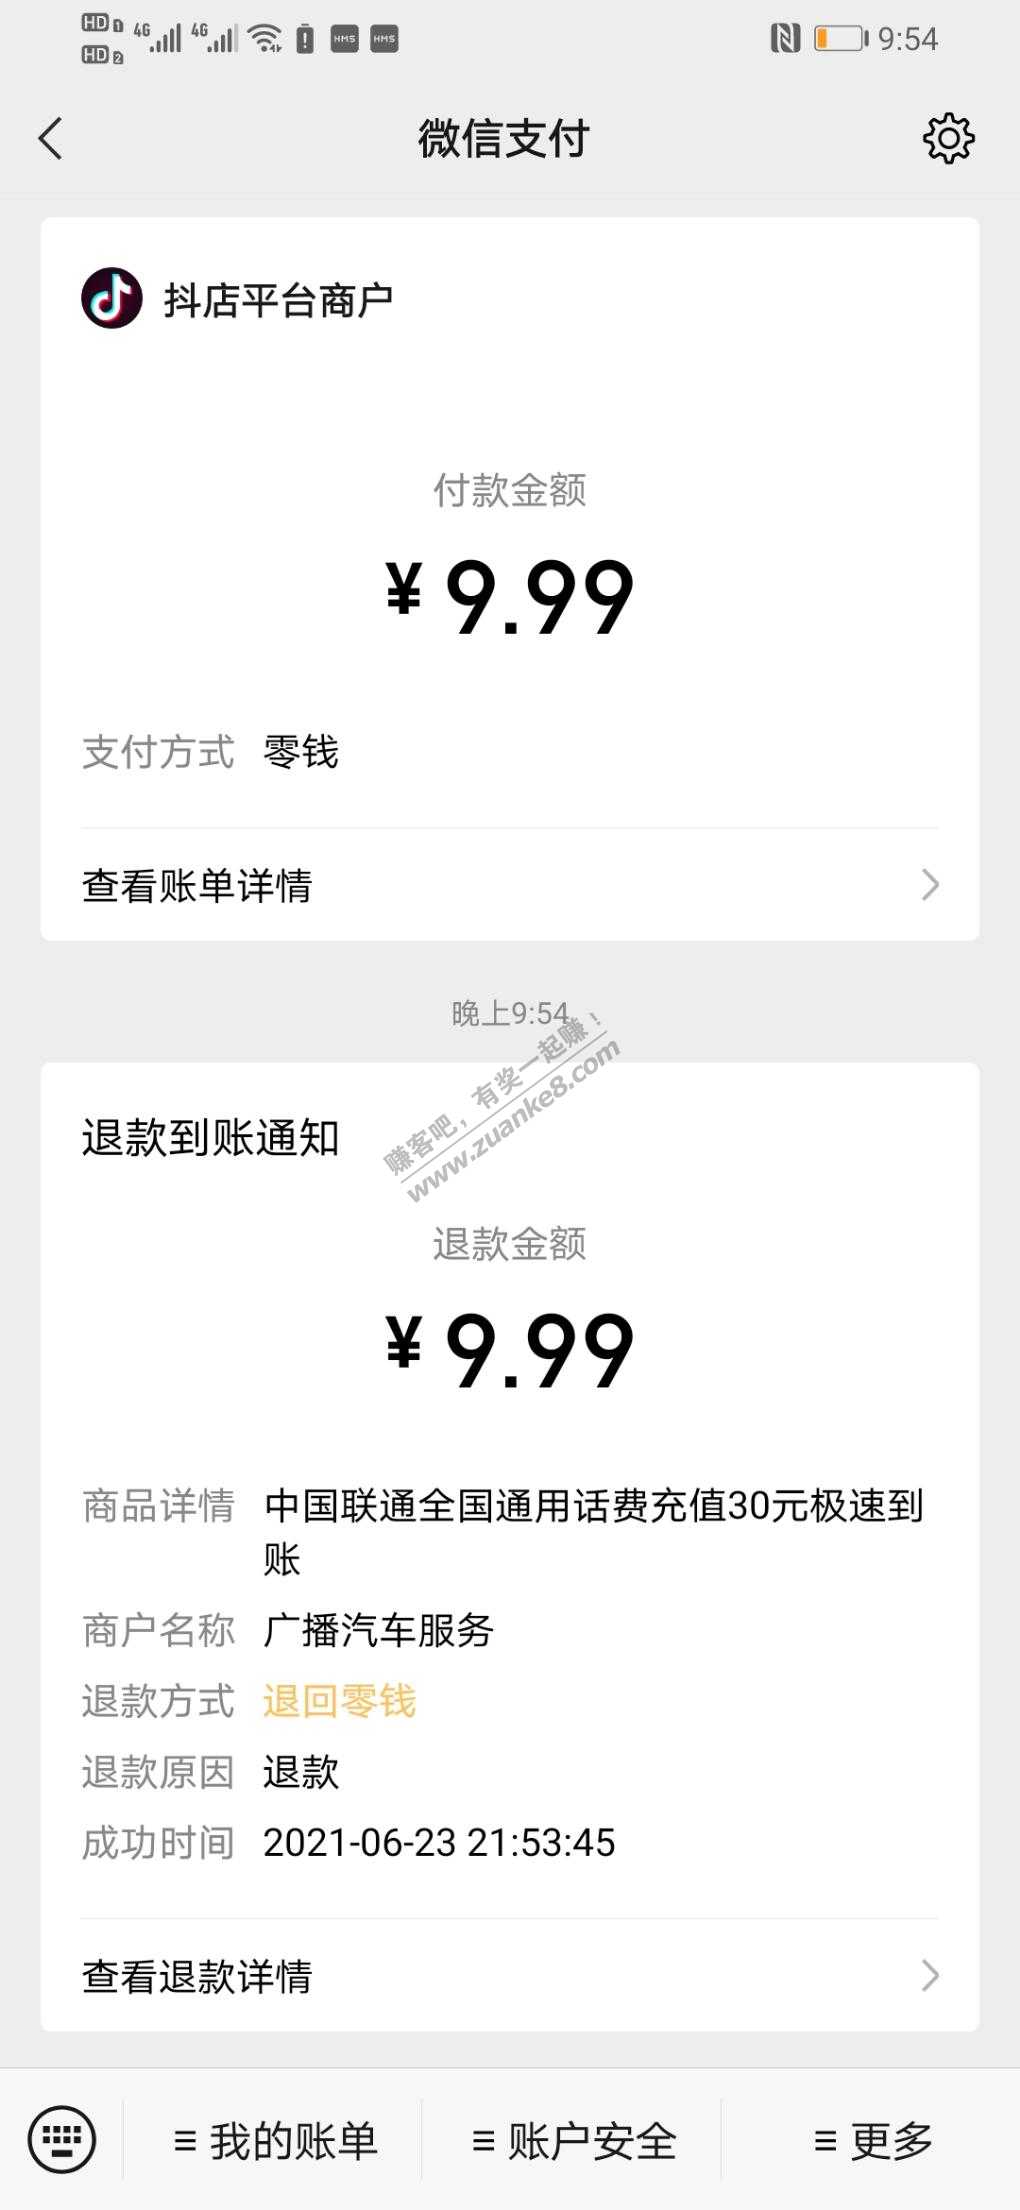 HD 1 4G 4G HMS HMS 9:54
HD 2
微信支付
抖店平台商户
付款金额
¥9.99
支付方式 零钱
查看账单详情
晚上9:54
赚客吧，有奖一起赚！
www.zuanke8.com
退款到账通知
退款金额
¥9.99
商品详情 中国联通全国通用话费充值30元极速到
账
商户名称 广播汽车服务
退款方式 退回零钱
退款原因 退款
成功时间 2021-06-23 21:53:45
查看退款详情
我的账单 账户安全 更多